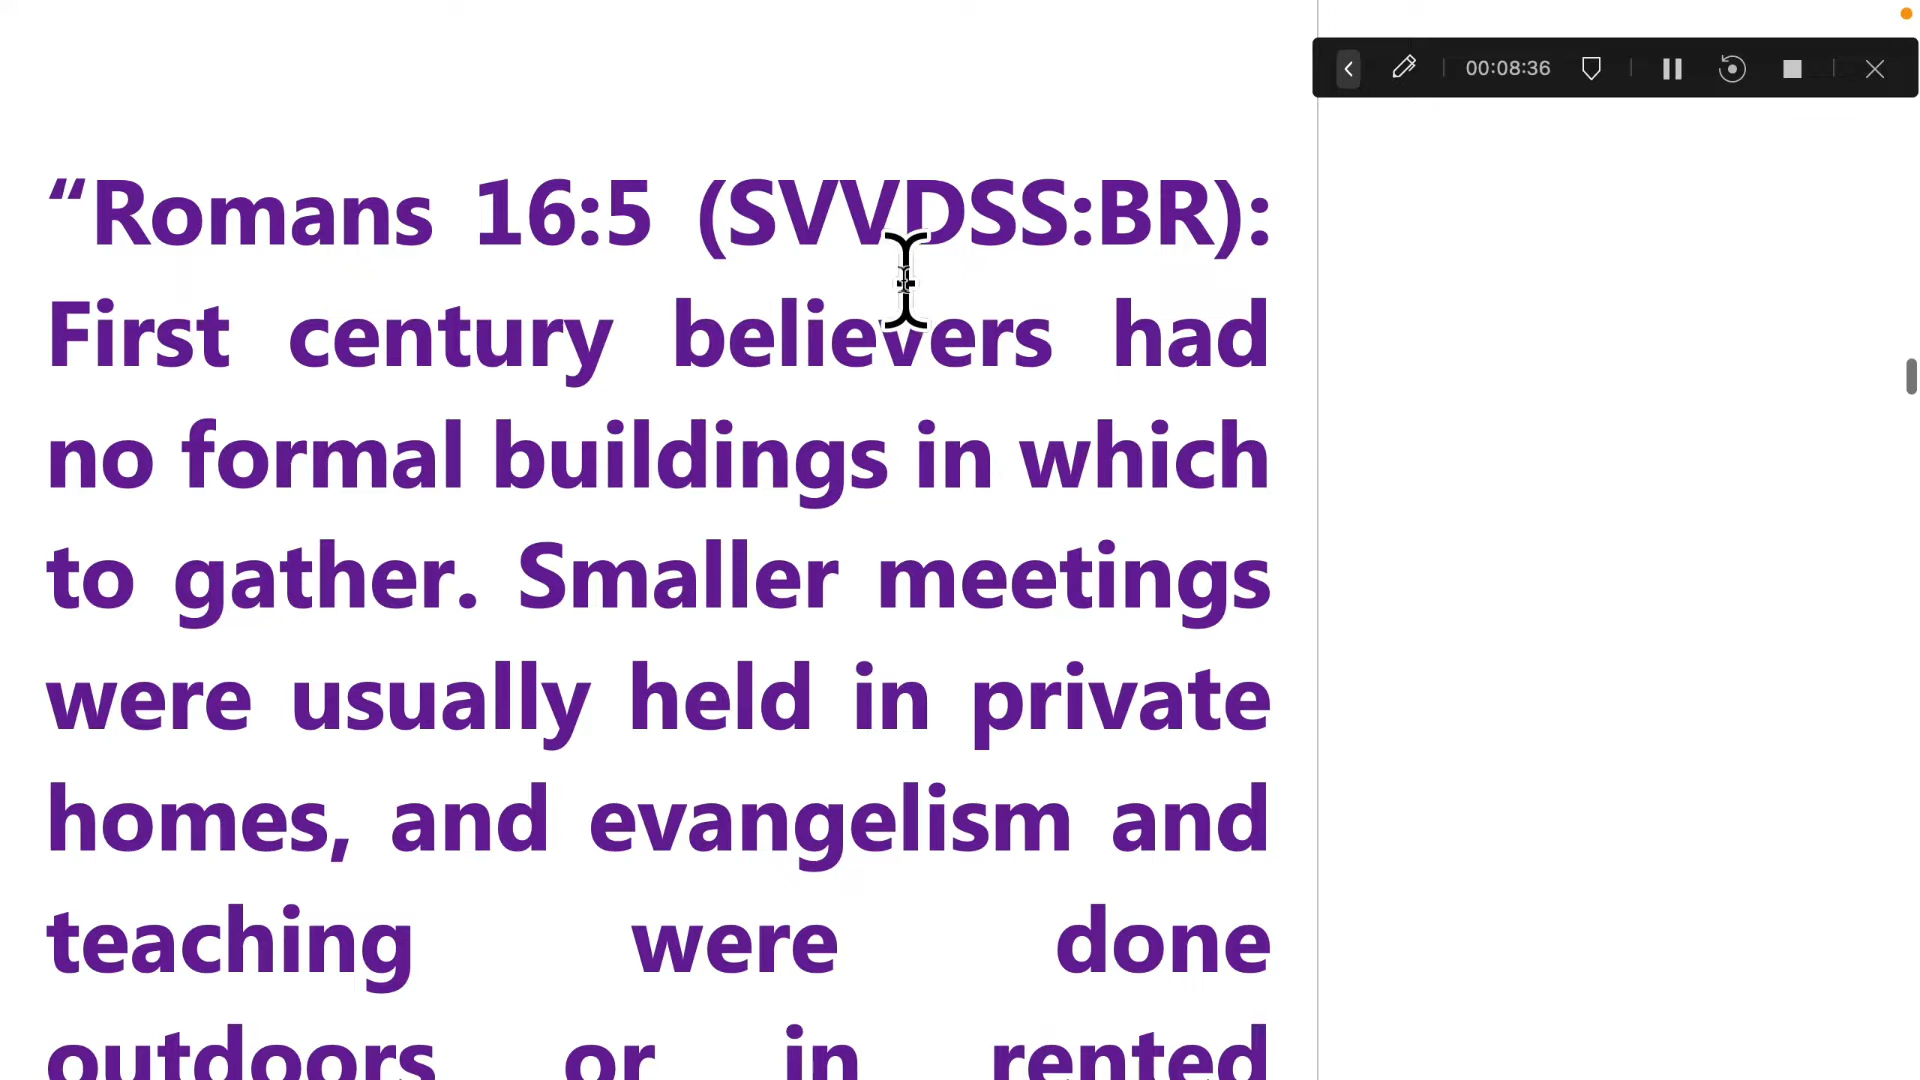 00:08:36
“Romans 16:5 (SVVDSS:BR):
First century believers had
no formal buildings in which
to gather. Smaller meetings
were usually held in private
homes, and evangelism and
teaching were done
outdoors or in rented